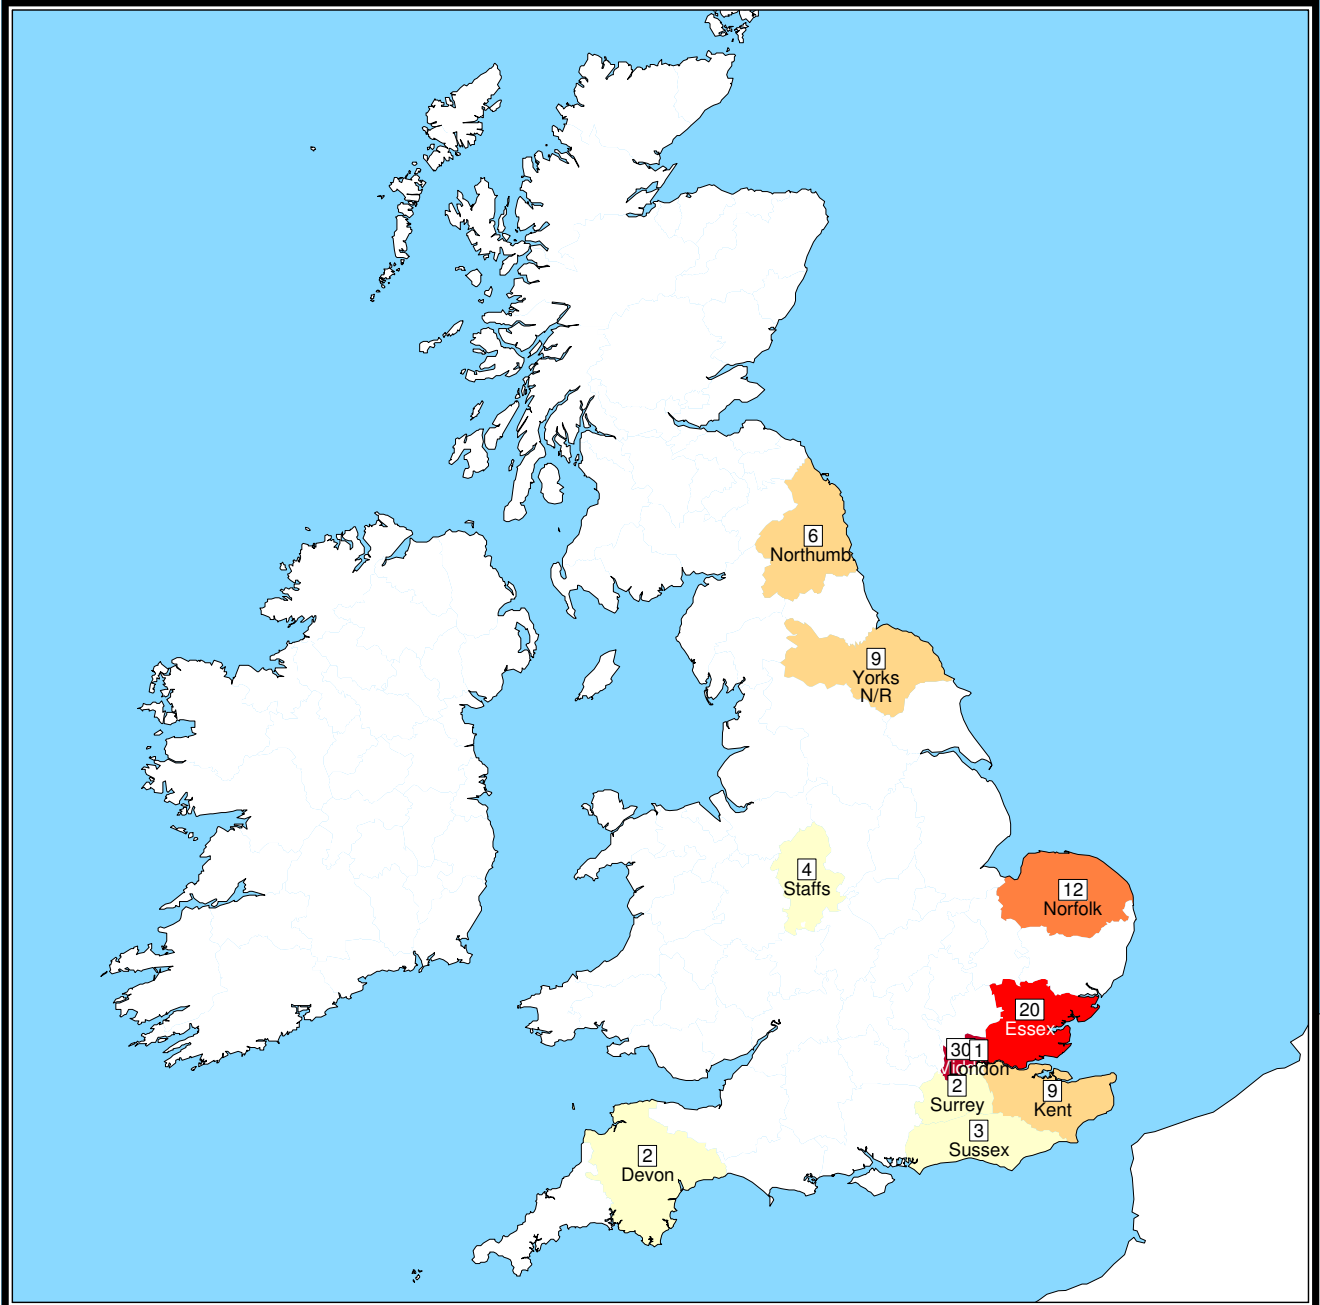 6
Northumb.
9
Yorks
N/R
4
Staffs
12
Norfolk
20
Essex
30
1
London
2
Surrey
9
Kent
3
Sussex
2
Devon